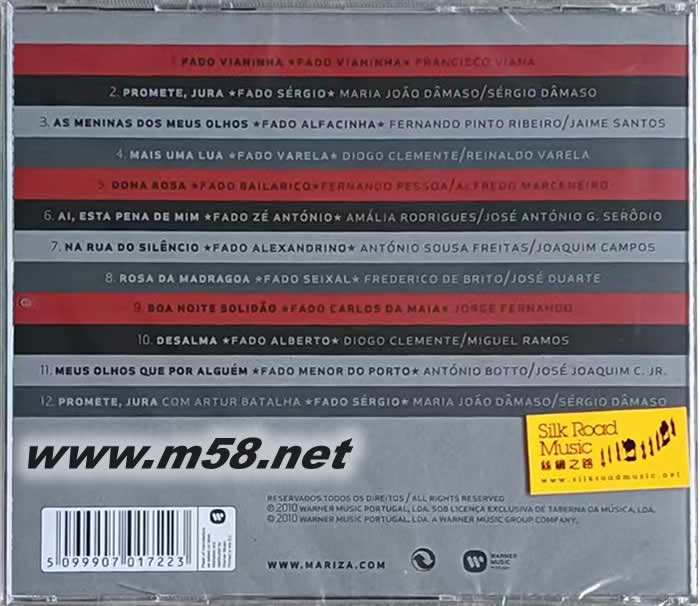 1. FADO VIANINHA ★FADO VIANINHA★ FRANCISCO VIANA
2. PROMETE, JURA ★FADO SÉRGIO★ MARIA JOÃO DÂMASO/SÉRGIO DÂMASO
3. AS MENINAS DOS MEUS OLHOS ★FADO ALFACINHA★ FERNANDO PINTO RIBEIRO/JAIME SANTOS
4. MAIS UMA LUA ★FADO VARELA★ DIOGO CLEMENTE/REINALDO VARELA
5. DONA ROSA ★FADO BAILARICO★ FERNANDO PESSOA/ALFREDO MARCENEIRO
6. AI, ESTA PENA DE MIM ★FADO ZÉ ANTÓNIO★ AMÁLIA RODRIGUES/JOSÉ ANTÓNIO G. SERÔDIO
7. NA RUA DO SILÊNCIO ★FADO ALEXANDRINO★ ANTÓNIO SOUSA FREITAS/JOAQUIM CAMPOS
8. ROSA DA MADRAGOA ★FADO SEIXAL★ FREDERICO DE BRITO/JOSÉ DUARTE
9. BOA NOITE SOLIDÃO ★FADO CARLOS DA MAIA★ JORGE FERNANDO
10. DESALMA ★FADO ALBERTO★ DIOGO CLEMENTE/MIGUEL RAMOS
11. MEUS OLHOS QUE POR ALGUÉM ★FADO MENOR DO PORTO★ ANTÓNIO BOTTO/JOSÉ JOAQUIM C. JR.
12. PROMETE, JURA COM ARTUR BATALHA ★FADO SÉRGIO★ MARIA JOÃO DÂMASO/SÉRGIO DÂMASO
Silk Road
Music
絲綢之路
www.silkroadmusic.net
www.m58.net
RESERVADOS TODOS OS DIREITOS / ALL RIGHTS RESERVED
℗ 2010 WARNER MUSIC PORTUGAL, LDA. SOB LICENÇA EXCLUSIVA DE TABERNA DA MÚSICA, LDA.
© 2010 WARNER MUSIC PORTUGAL, LDA. A WARNER MUSIC GROUP COMPANY.
5 099907 017223
WWW.MARIZA.COM
WARNER
MUSIC